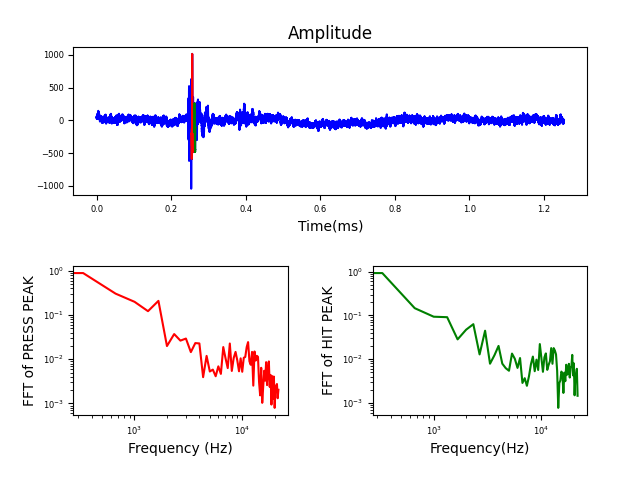 Amplitude
1000
500
0
−500
−1000
0.0 0.2 0.4 0.6 0.8 1.0 1.2
Time(ms)
FFT of PRESS PEAK
10⁰
10⁻¹
10⁻²
10⁻³
10³ 10⁴
Frequency (Hz)
FFT of HIT PEAK
10⁰
10⁻¹
10⁻²
10⁻³
10³ 10⁴
Frequency(Hz)